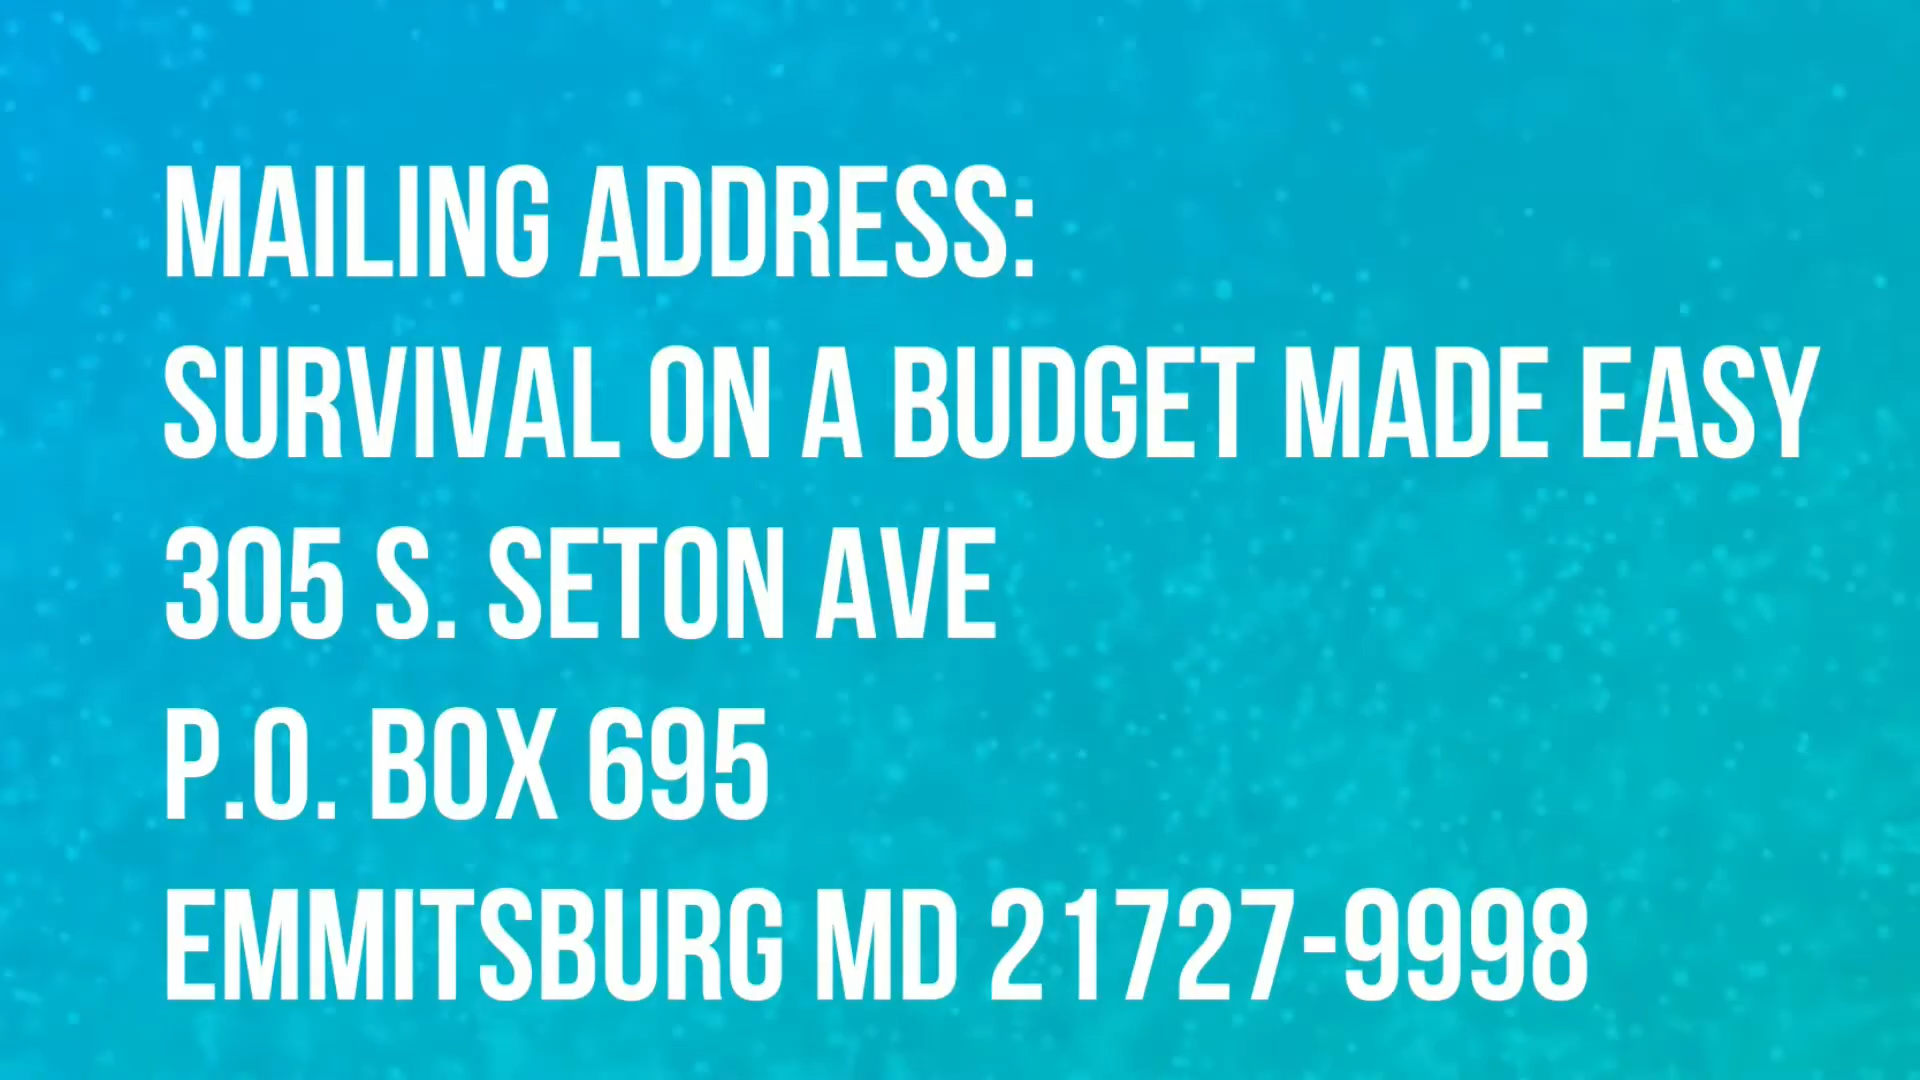 MAILING ADDRESS:
SURVIVAL ON A BUDGET MADE EASY
305 S. SETON AVE
P.O. BOX 695
EMMITSBURG MD 21727-9998